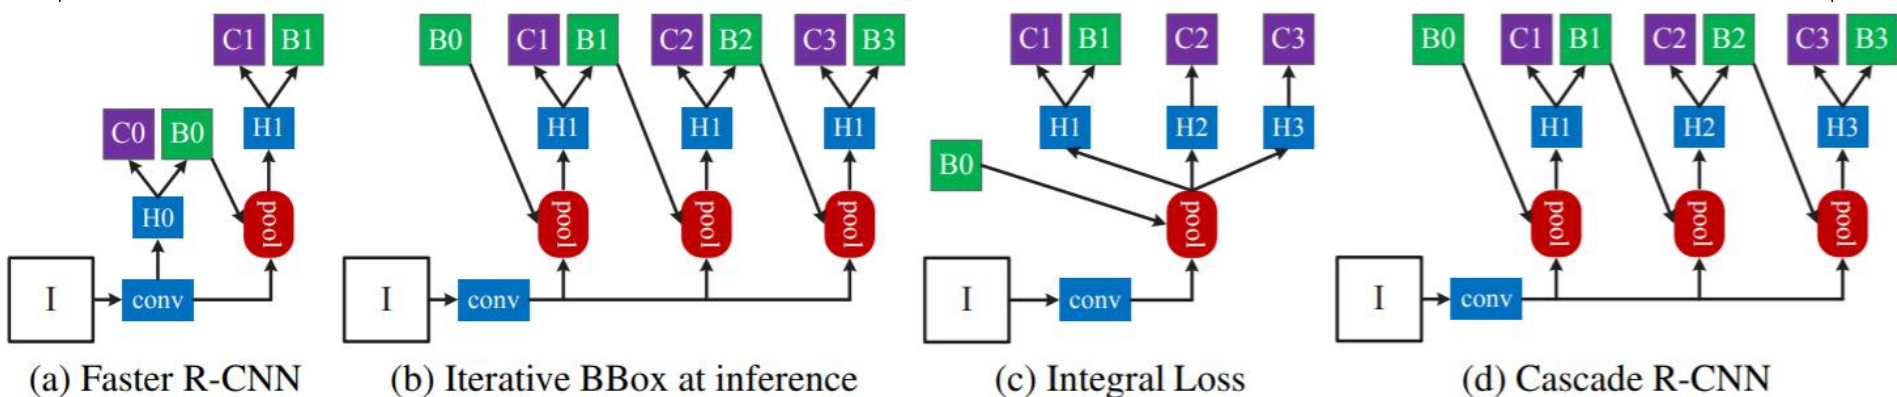 C1 B1
C0 B0
H1
H0
pool
I
conv
(a) Faster R-CNN
B0 C1 B1 C2 B2 C3 B3
H1 H1 H1
pool pool pool
I
conv
(b) Iterative BBox at inference
C1 B1 C2 C3
H1 H2 H3
B0
pool
I
conv
(c) Integral Loss
B0 C1 B1 C2 B2 C3 B3
H1 H2 H3
pool pool pool
I
conv
(d) Cascade R-CNN